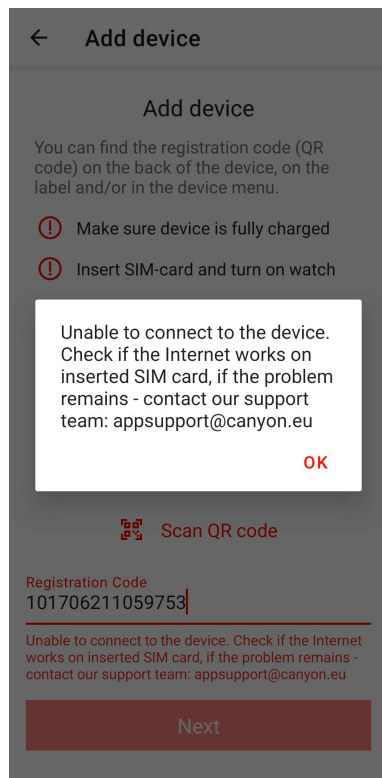 Add device
Add device
You can find the registration code (QR
code) on the back of the device, on the
label and/or in the device menu.
Make sure device is fully charged
Insert SIM-card and turn on watch
Unable to connect to the device.
Check if the Internet works on
inserted SIM card, if the problem
remains - contact our support
team: appsupport@canyon.eu
OK
Scan QR code
Registration Code
101706211059753
Unable to connect to the device. Check if the Internet
works on inserted SIM card, if the problem remains -
contact our support team: appsupport@canyon.eu
Next